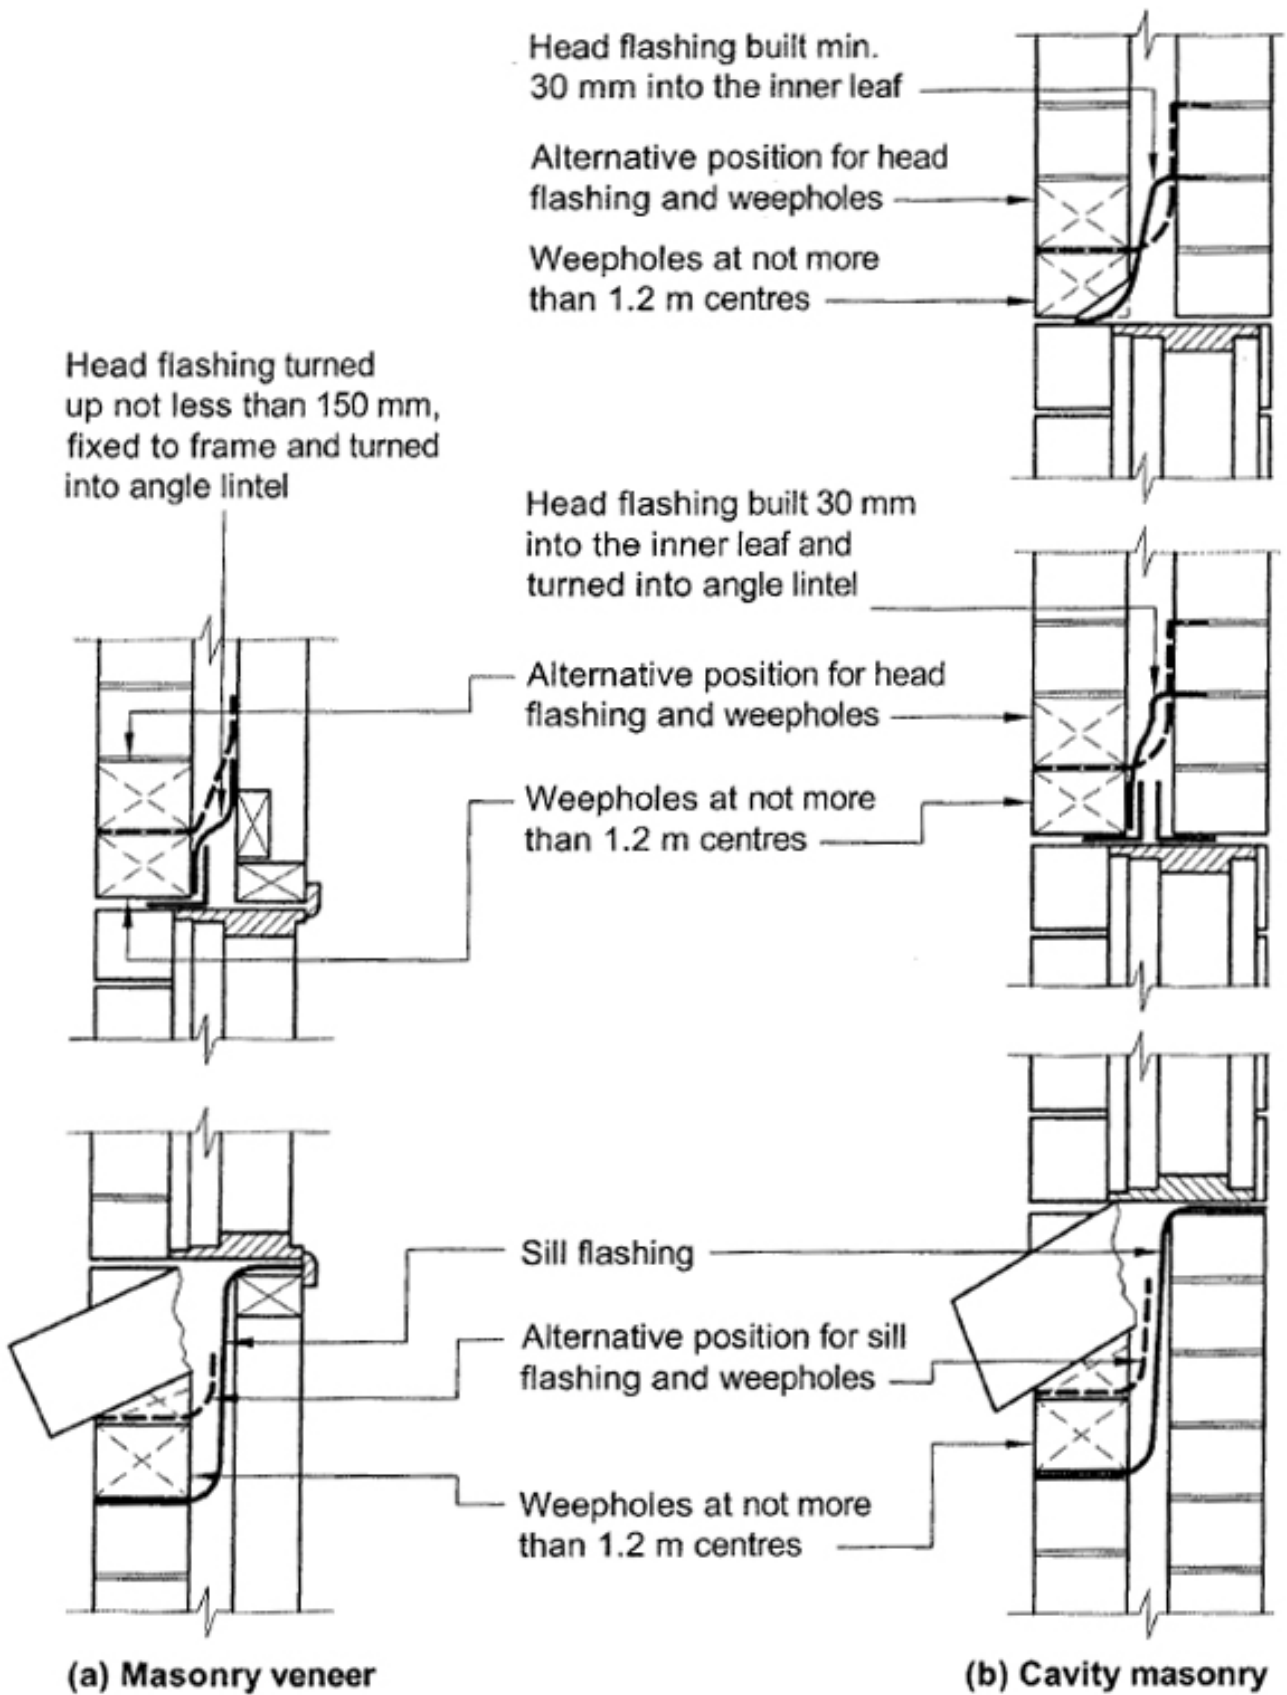 Head flashing built min.
30 mm into the inner leaf
Alternative position for head
flashing and weepholes
Weepholes at not more
than 1.2 m centres
Head flashing turned
up not less than 150 mm,
fixed to frame and turned
into angle lintel
Head flashing built 30 mm
into the inner leaf and
turned into angle lintel
Alternative position for head
flashing and weepholes
Weepholes at not more
than 1.2 m centres
Sill flashing
Alternative position for sill
flashing and weepholes
Weepholes at not more
than 1.2 m centres
(a) Masonry veneer
(b) Cavity masonry